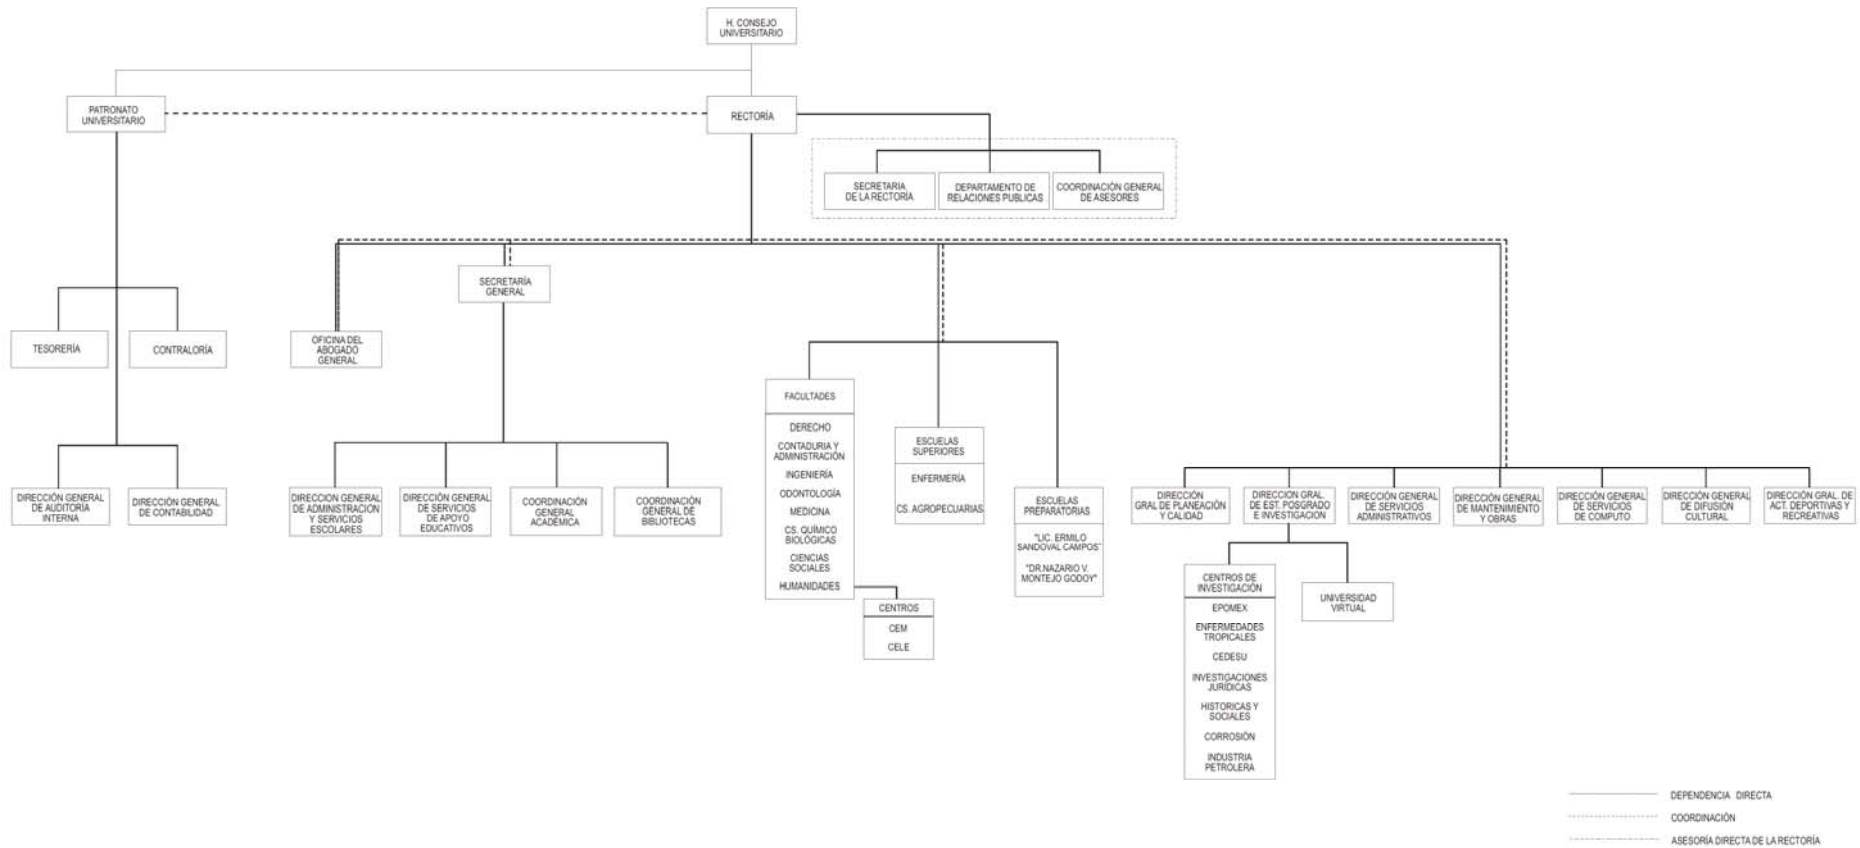 H. CONSEJO
UNIVERSITARIO
PATRONATO
UNIVERSITARIO
RECTORÍA
SECRETARIA
DE LA RECTORÍA
DEPARTAMENTO DE
RELACIONES PUBLICAS
COORDINACIÓN GENERAL
DE ASESORES
SECRETARÍA
GENERAL
TESORERÍA
CONTRALORÍA
OFICINA DEL
ABOGADO
GENERAL
FACULTADES
DERECHO
CONTADURIA Y
ADMINISTRACIÓN
INGENIERÍA
ODONTOLOGÍA
MEDICINA
CS. QUÍMICO
BIOLÓGICAS
CIENCIAS
SOCIALES
HUMANIDADES
CENTROS
CEM
CELE
ESCUELAS
SUPERIORES
ENFERMERÍA
CS. AGROPECUARIAS
ESCUELAS
PREPARATORIAS
"LIC. ERMILO
SANDOVAL CAMPOS"
"DR.NAZARIO V.
MONTEJO GODOY"
DIRECCIÓN GENERAL
DE AUDITORÍA
INTERNA
DIRECCIÓN GENERAL
DE CONTABILIDAD
DIRECCION GENERAL
DE ADMINISTRACIÓN
Y SERVICIOS
ESCOLARES
DIRECCIÓN GENERAL
DE SERVICIOS
DE APOYO
EDUCATIVOS
COORDINACIÓN
GENERAL
ACADÉMICA
COORDINACIÓN
GENERAL DE
BIBLIOTECAS
DIRECCIÓN
GRAL DE PLANEACIÓN
Y CALIDAD
DIRECCION GRAL.
DE EST. POSGRADO
E INVESTIGACIÓN
DIRECCIÓN GENERAL
DE SERVICIOS
ADMINISTRATIVOS
DIRECCIÓN GENERAL
DE MANTENIMIENTO
Y OBRAS
DIRECCIÓN GENERAL
DE SERVICIOS
DE COMPUTO
DIRECCIÓN GENERAL
DE DIFUSIÓN
CULTURAL
DIRECCIÓN GRAL. DE
ACT. DEPORTIVAS Y
RECREATIVAS
CENTROS DE
INVESTIGACIÓN
EPOMEX
ENFERMEDADES
TROPICALES
CEDESU
INVESTIGACIONES
JURÍDICAS
HISTORICAS Y
SOCIALES
CORROSIÓN
INDUSTRIA
PETROLERA
UNIVERSIDAD
VIRTUAL
DEPENDENCIA DIRECTA
COORDINACIÓN
ASESORÍA DIRECTA DE LA RECTORÍA